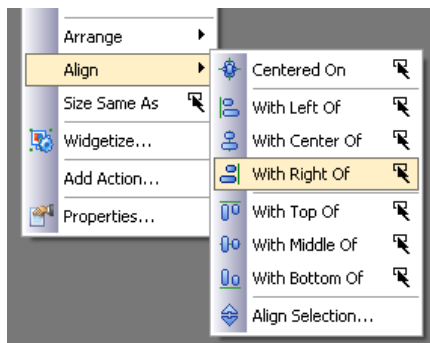 Arrange
Align
Size Same As
Widgetize...
Add Action...
Properties...
Centered On
With Left Of
With Center Of
With Right Of
With Top Of
With Middle Of
With Bottom Of
Align Selection...